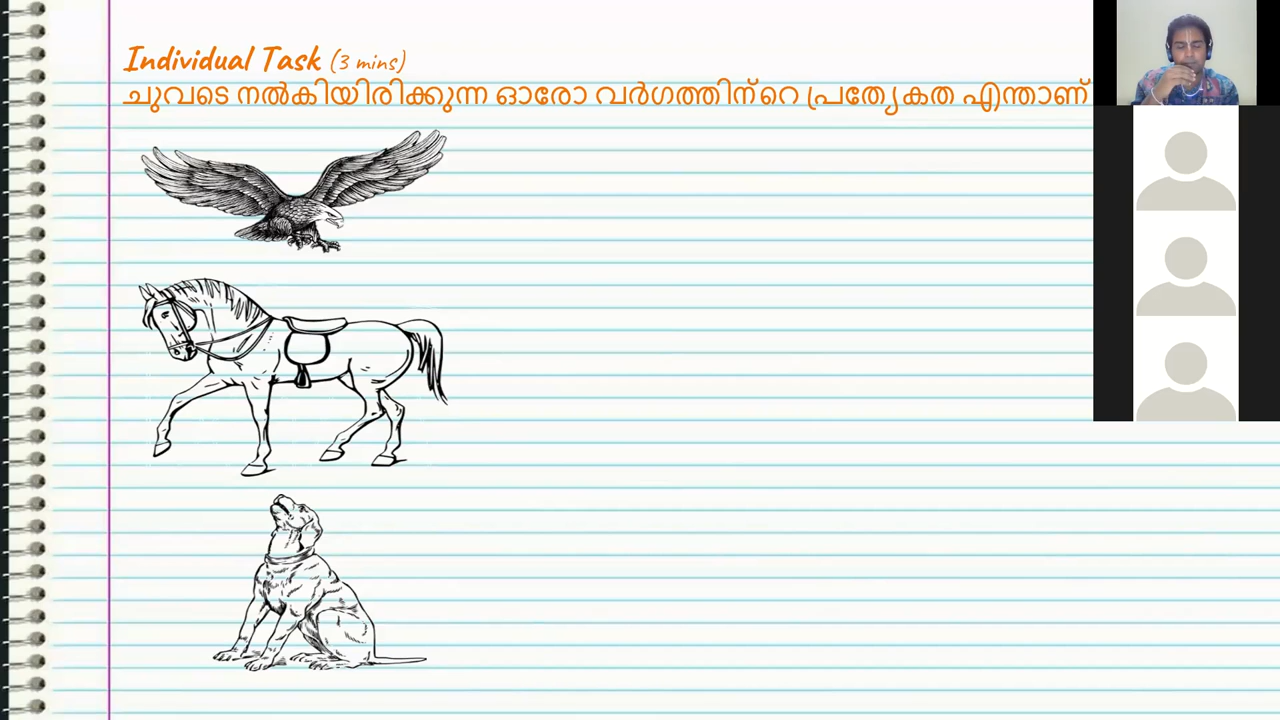 Individual Task (3 mins)
ചുവടെ നൽകിയിരിക്കുന്ന ഓരോ വർഗത്തിന്റെ പ്രത്യേകത എന്താണ്